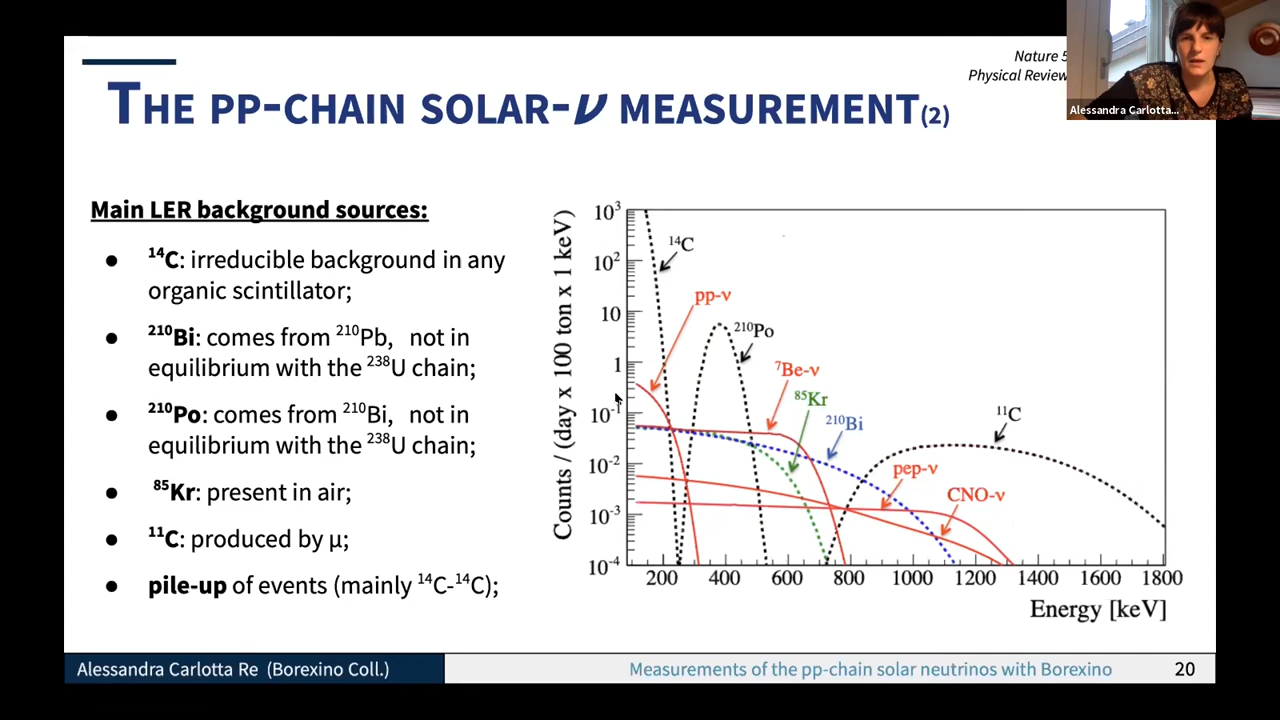 Nature 5
Physical Review
Alessandra Carlotta...
THE PP-CHAIN SOLAR-ν MEASUREMENT(2)
Main LER background sources:
● ¹⁴C: irreducible background in any
organic scintillator;
● ²¹⁰Bi: comes from ²¹⁰Pb, not in
equilibrium with the ²³⁸U chain;
● ²¹⁰Po: comes from ²¹⁰Bi, not in
equilibrium with the ²³⁸U chain;
● ⁸⁵Kr: present in air;
● ¹¹C: produced by μ;
● pile-up of events (mainly ¹⁴C-¹⁴C);
Counts / (day x 100 ton x 1 keV)
10³
10²
10
1
10⁻¹
10⁻²
10⁻³
10⁻⁴
¹⁴C
pp-ν
²¹⁰Po
⁷Be-ν
⁸⁵Kr
²¹⁰Bi
¹¹C
pep-ν
CNO-ν
200 400 600 800 1000 1200 1400 1600 1800
Energy [keV]
Alessandra Carlotta Re (Borexino Coll.)
Measurements of the pp-chain solar neutrinos with Borexino
20